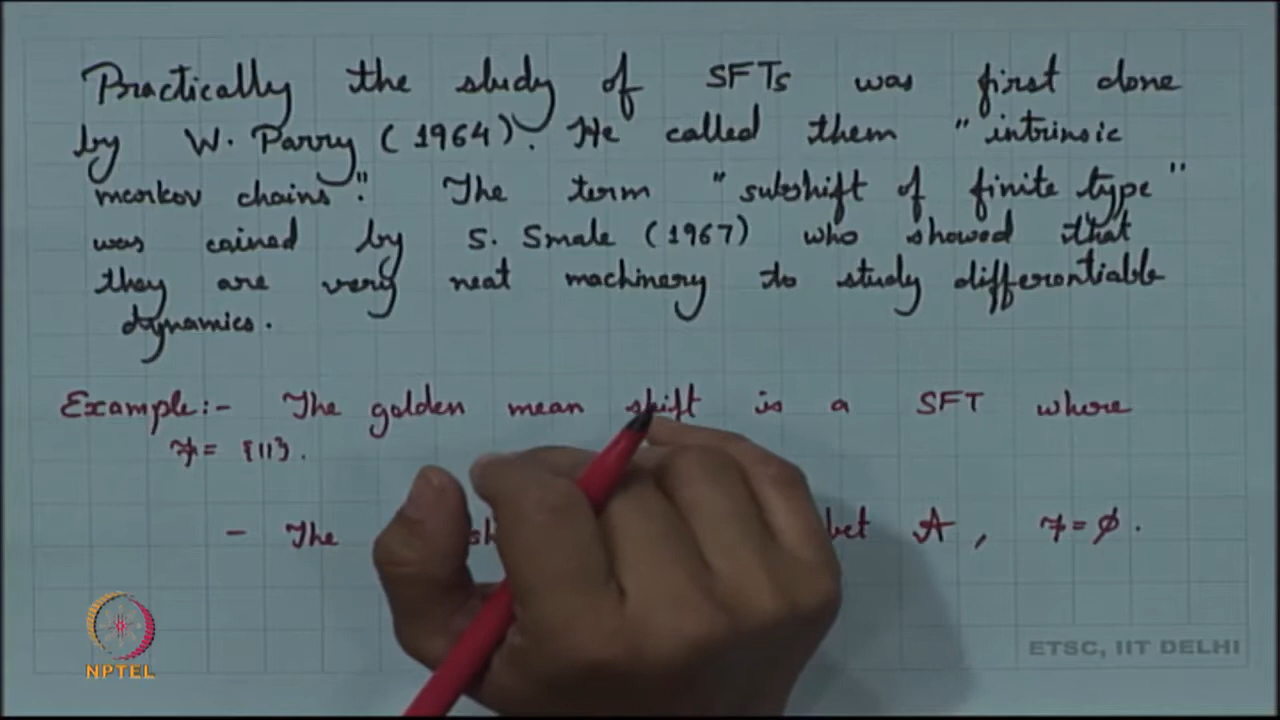 Practically the study of SFTs was first done
by W. Parry (1964). He called them "intrinsic
markov chains". The term "subshift of finite type"
was coined by S. Smale (1967) who showed that
they are very neat machinery to study differentiable
dynamics.
Example:- The golden mean shift is a SFT where
𝓕 = {11}.
- The A, 𝓕 = ∅.
NPTEL
ETSC, IIT DELHI